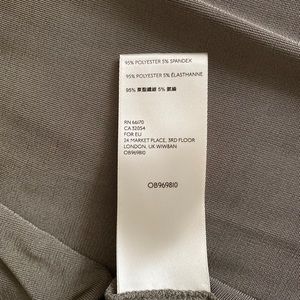 95% POLYESTER 5% SPANDEX
95% POLYESTER 5% ÉLASTHANNE
95% 聚酯纖維 5% 氨綸
RN 66170
CA 32054
FOR EU
24 MARKET PLACE, 3RD FLOOR
LONDON, UK W1W8AN
OB969810
OB969810